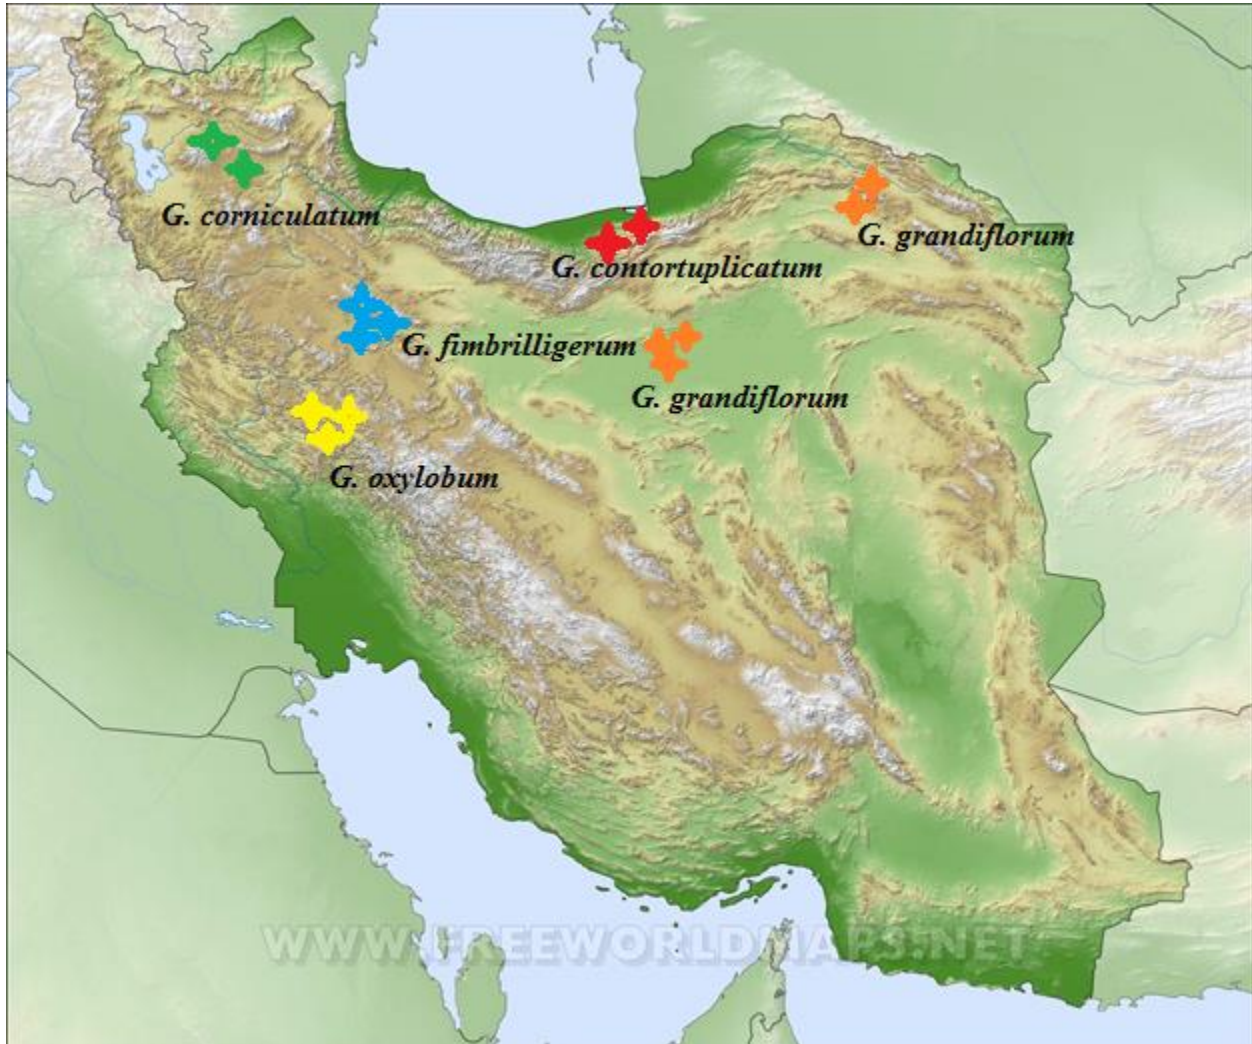 G. corniculatum
G. grandiflorum
G. contortuplicatum
G. fimbrilligerum
G. grandiflorum
G. oxylobum
WWW.FREEWORLDMAPS.NET